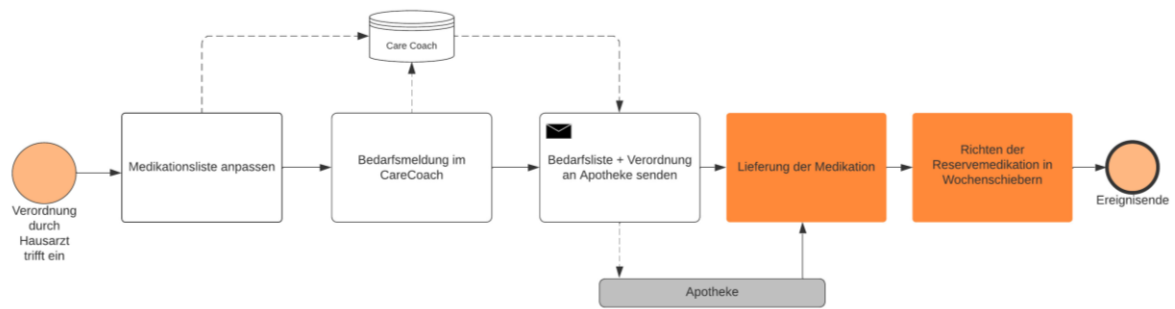 Care Coach
Medikationsliste anpassen
Bedarfsmeldung im
CareCoach
Bedarfsliste + Verordnung
an Apotheke senden
Lieferung der Medikation
Richten der
Reservemedikation in
Wochenschiebern
Verordnung
durch
Hausarzt
trifft ein
Ereignisende
Apotheke